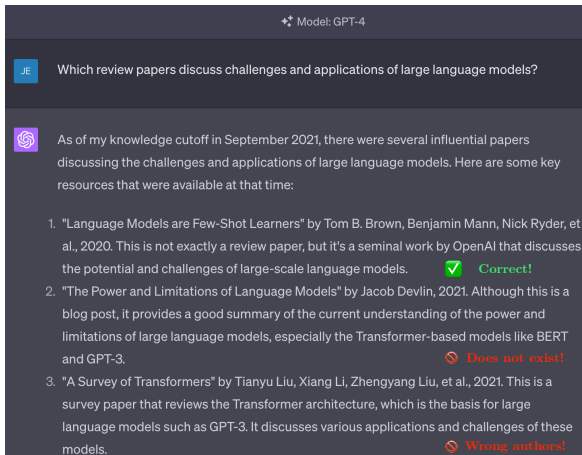 Model: GPT-4
JE
Which review papers discuss challenges and applications of large language models?
As of my knowledge cutoff in September 2021, there were several influential papers
discussing the challenges and applications of large language models. Here are some key
resources that were available at that time:
1. "Language Models are Few-Shot Learners" by Tom B. Brown, Benjamin Mann, Nick Ryder, et
al., 2020. This is not exactly a review paper, but it's a seminal work by OpenAI that discusses
the potential and challenges of large-scale language models. Correct!
2. "The Power and Limitations of Language Models" by Jacob Devlin, 2021. Although this is a
blog post, it provides a good summary of the current understanding of the power and
limitations of large language models, especially the Transformer-based models like BERT
and GPT-3. Does not exist!
3. "A Survey of Transformers" by Tianyu Liu, Xiang Li, Zhengyang Liu, et al., 2021. This is a
survey paper that reviews the Transformer architecture, which is the basis for large
language models such as GPT-3. It discusses various applications and challenges of these
models. Wrong authors!